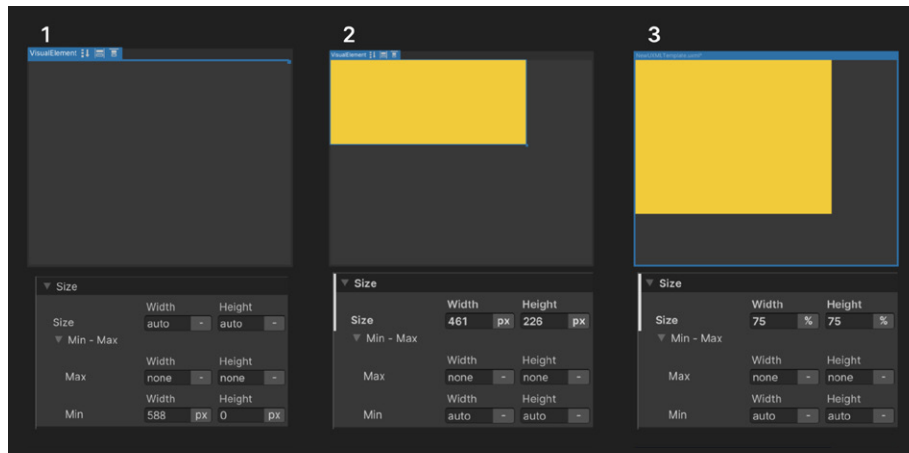 1
VisualElement
Size
Width Height
Size auto - auto -
Min - Max
Width Height
Max none - none -
Width Height
Min 588 px 0 px
2
VisualElement
Size
Width Height
Size 461 px 226 px
Min - Max
Width Height
Max none - none -
Width Height
Min auto - auto -
3
Size
Width Height
Size 75 % 75 %
Min - Max
Width Height
Max none - none -
Width Height
Min auto - auto -